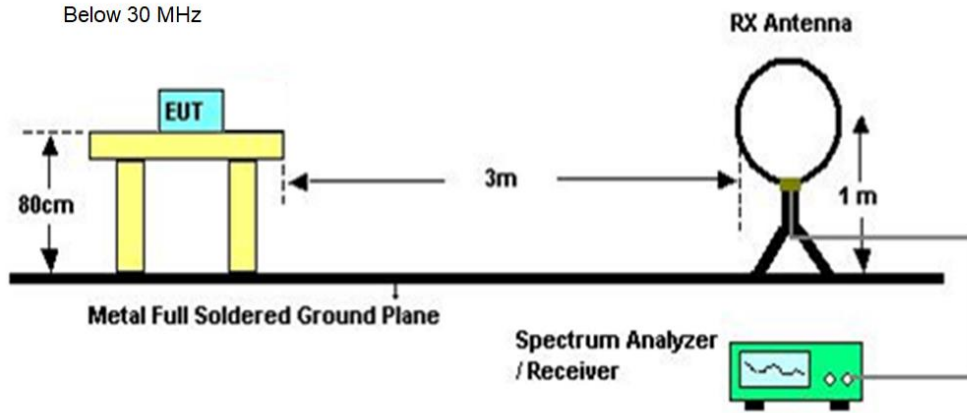 Below 30 MHz
RX Antenna
EUT
80cm
3m
1 m
Metal Full Soldered Ground Plane
Spectrum Analyzer
/ Receiver